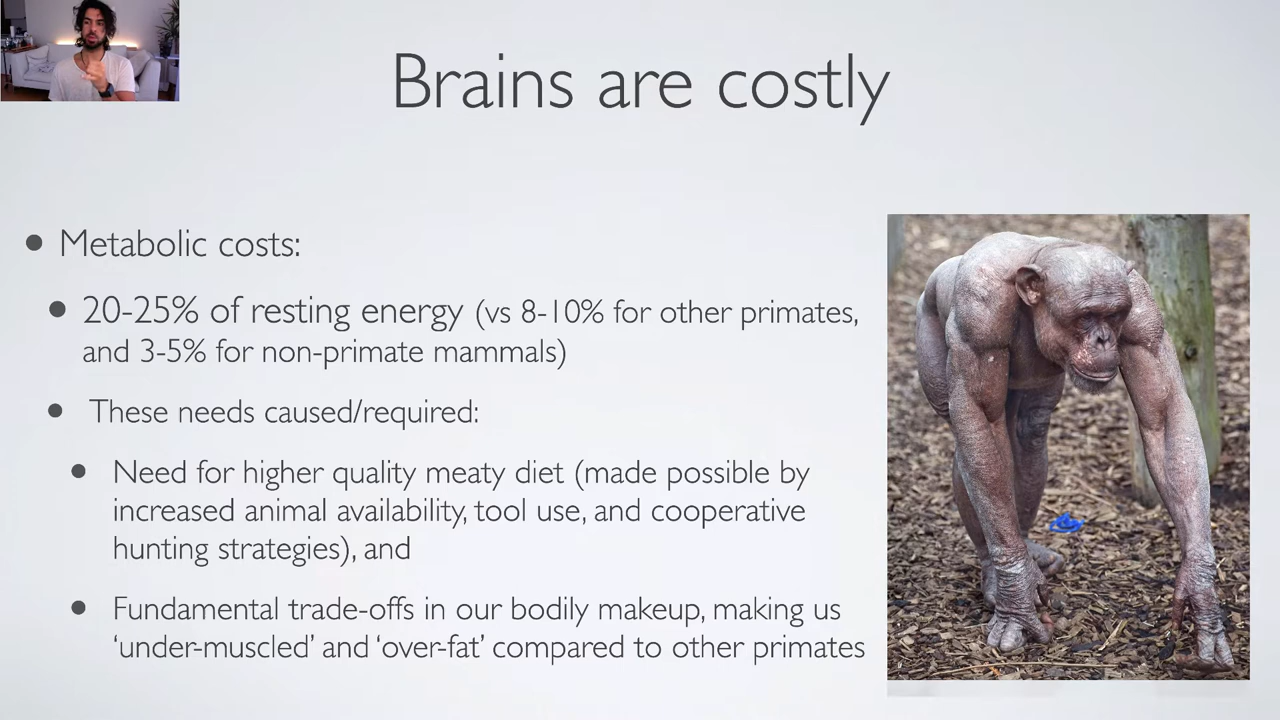 Brains are costly
• Metabolic costs:
• 20-25% of resting energy (vs 8-10% for other primates,
and 3-5% for non-primate mammals)
• These needs caused/required:
• Need for higher quality meaty diet (made possible by
increased animal availability, tool use, and cooperative
hunting strategies), and
• Fundamental trade-offs in our bodily makeup, making us
‘under-muscled’ and ‘over-fat’ compared to other primates